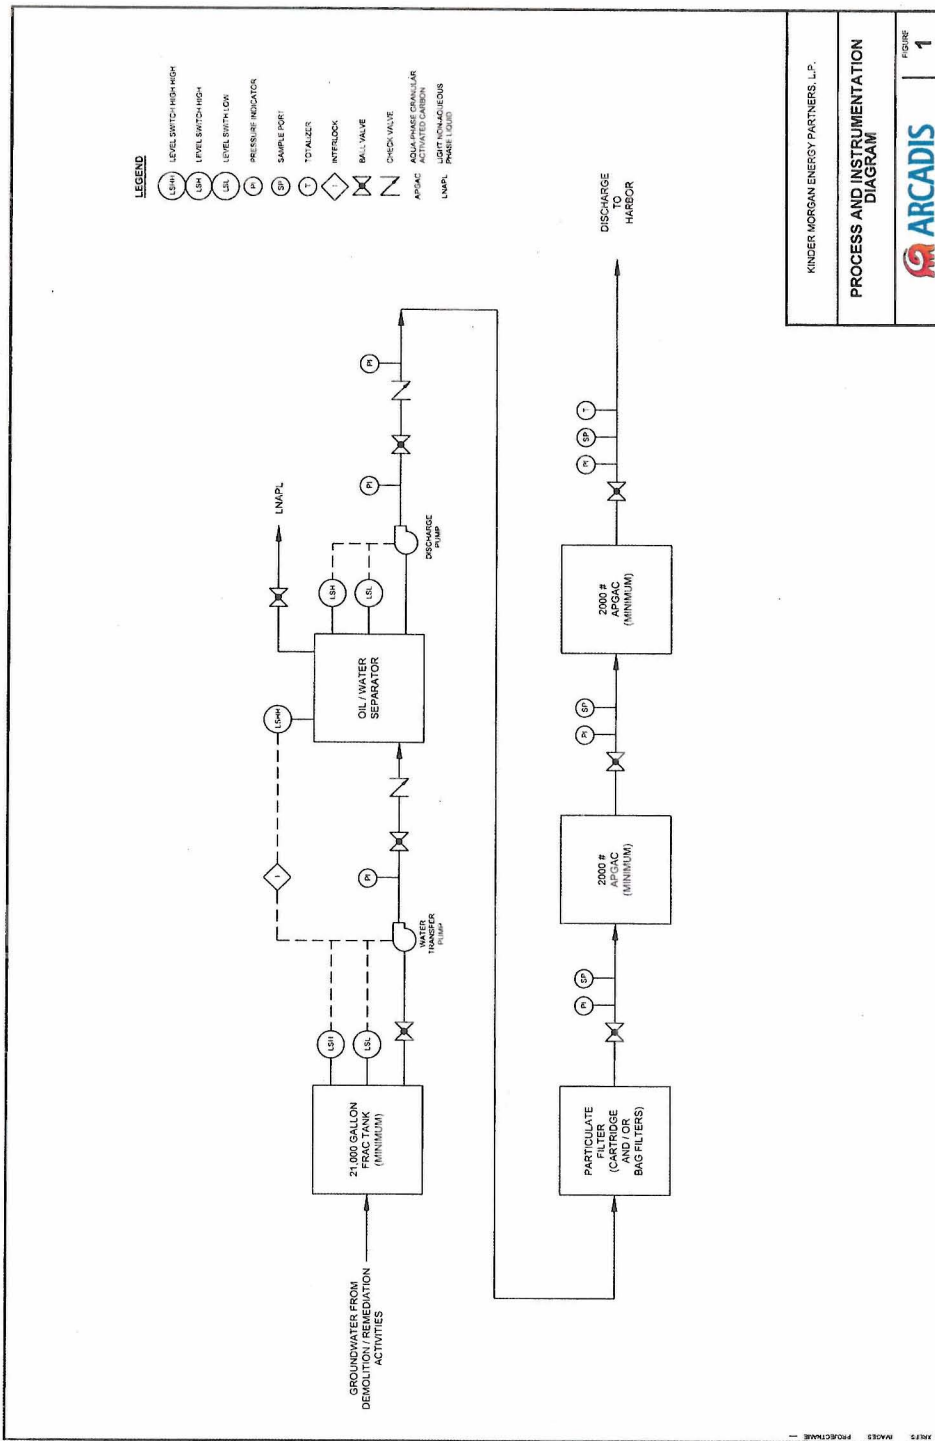 LEGEND
LSHH LEVEL SWITCH HIGH HIGH
LSH LEVEL SWITCH HIGH
LSL LEVEL SWITH LOW
PI PRESSURE INDICATOR
SP SAMPLE PORT
T TOTALIZER
I INTERLOCK
BALL VALVE
CHECK VALVE
APGAC AQUA-PHASE GRANULAR
ACTIVATED CARBON
LNAPL LIGHT NON-AQUEOUS
PHASE LIQUID
GROUNDWATER FROM
DEMOLITION / REMEDIATION
ACTIVITIES
21,000 GALLON
FRAC TANK
(MINIMUM)
LSH
LSL
I
WATER
TRANSFER
PUMP
PI
LSHH
OIL / WATER
SEPARATOR
LNAPL
LSH
LSL
DISCHARGE
PUMP
PI
PI
PARTICULATE
FILTER
(CARTRIDGE
AND / OR
BAG FILTERS)
PI
SP
2000 #
APGAC
(MINIMUM)
PI
SP
2000 #
APGAC
(MINIMUM)
PI
SP
T
DISCHARGE
TO
HARBOR
KINDER MORGAN ENERGY PARTNERS, L.P.
PROCESS AND INSTRUMENTATION
DIAGRAM
ARCADIS
FIGURE
1
XREFS IMAGES PROJECTNAME